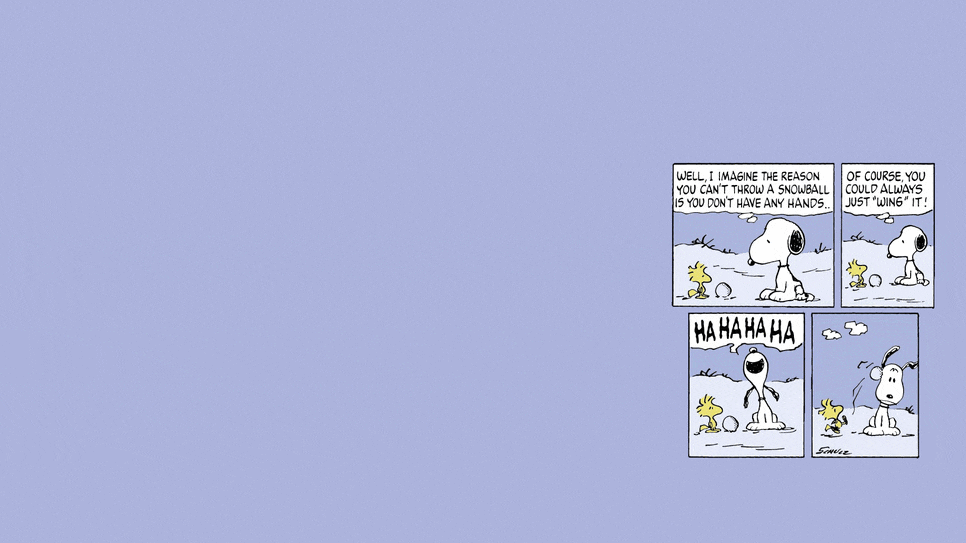 WELL, I IMAGINE THE REASON
YOU CAN'T THROW A SNOWBALL
IS YOU DON'T HAVE ANY HANDS..
OF COURSE, YOU
COULD ALWAYS
JUST "WING" IT!
HA HA HA HA
SCHULZ